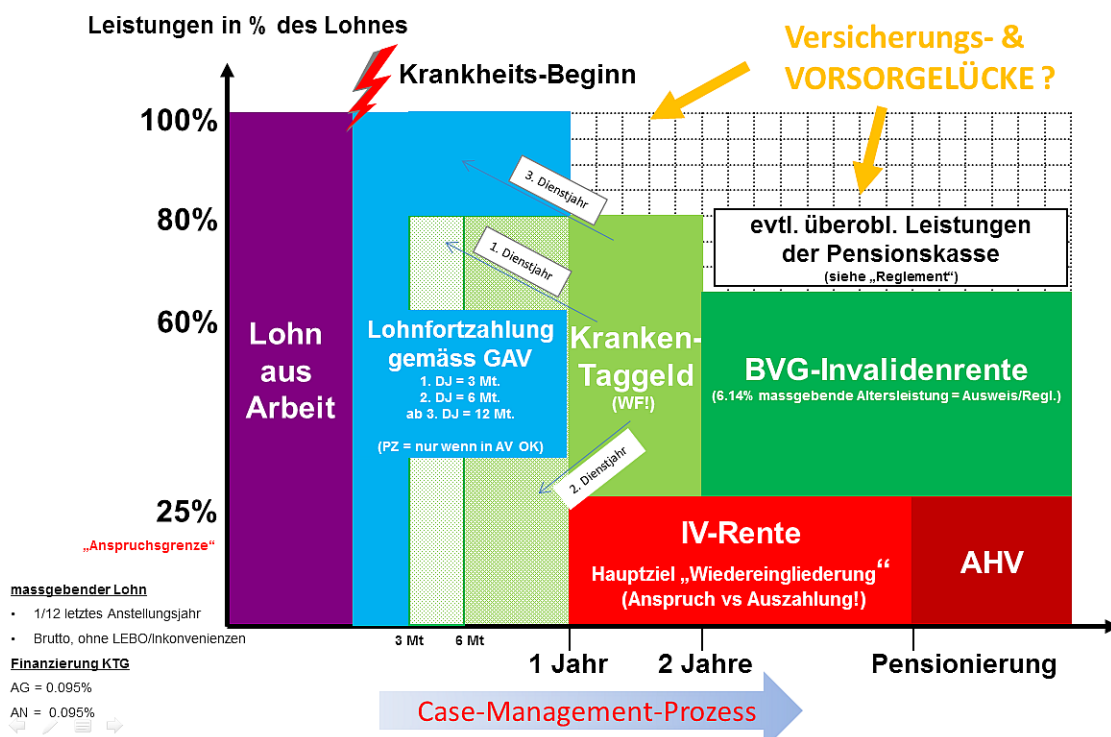 Leistungen in % des Lohnes
Versicherungs- &
VORSORGELÜCKE ?
Krankheits-Beginn
100%
80%
60%
25%
„Anspruchsgrenze“
3. Dienstjahr
1. Dienstjahr
2. Dienstjahr
evtl. überobl. Leistungen
der Pensionskasse
(siehe „Reglement“)
Lohn
aus
Arbeit
Lohnfortzahlung
gemäss GAV
1. DJ = 3 Mt.
2. DJ = 6 Mt.
ab 3. DJ = 12 Mt.
(PZ = nur wenn in AV OK)
Kranken-
Taggeld
(WF!)
BVG-Invalidenrente
(6.14% massgebende Altersleistung = Ausweis/Regl.)
IV-Rente
Hauptziel „Wiedereingliederung“
(Anspruch vs Auszahlung!)
AHV
massgebender Lohn
• 1/12 letztes Anstellungsjahr
• Brutto, ohne LEBO/Inkonvenienzen
Finanzierung KTG
AG = 0.095%
AN = 0.095%
3 Mt
6 Mt
1 Jahr
2 Jahre
Pensionierung
Case-Management-Prozess